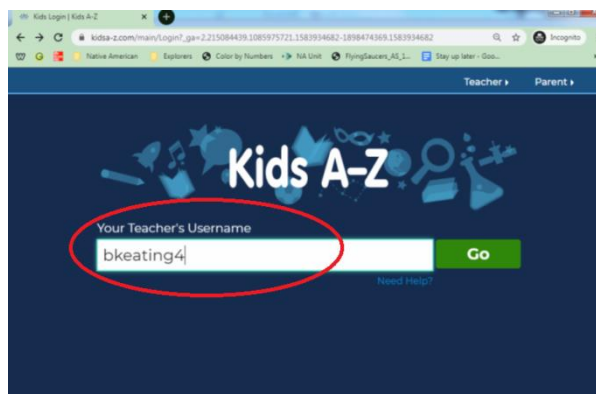 Kids Login | Kids A-Z
kidsa-z.com/main/Login?_ga=2.215084439.1085975721.1583934682-1898474369.1583934682
Incognito
Native American Explorers Color by Numbers NA Unit FlyingSaucers_AS_1... Stay up later - Goo...
Teacher Parent
Kids A-Z
Your Teacher's Username
bkeating4
Go
Need Help?